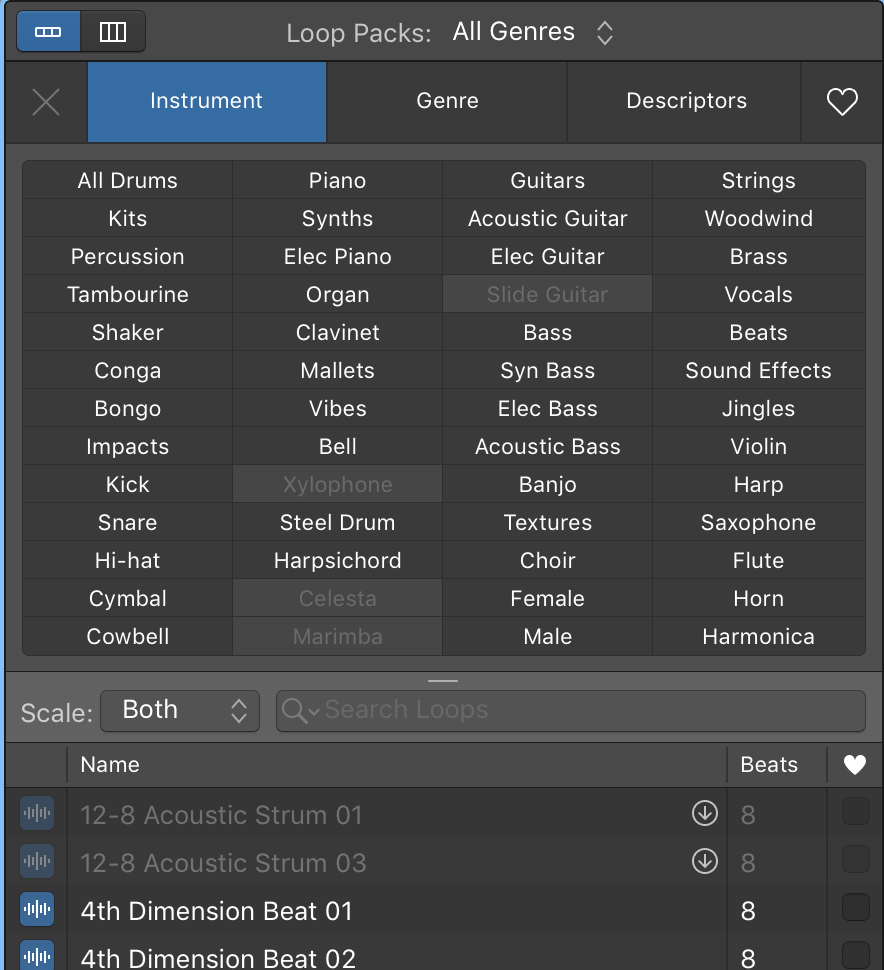 Loop Packs: All Genres
Instrument Genre Descriptors
All Drums Piano Guitars Strings
Kits Synths Acoustic Guitar Woodwind
Percussion Elec Piano Elec Guitar Brass
Tambourine Organ Slide Guitar Vocals
Shaker Clavinet Bass Beats
Conga Mallets Syn Bass Sound Effects
Bongo Vibes Elec Bass Jingles
Impacts Bell Acoustic Bass Violin
Kick Xylophone Banjo Harp
Snare Steel Drum Textures Saxophone
Hi-hat Harpsichord Choir Flute
Cymbal Celesta Female Horn
Cowbell Marimba Male Harmonica
Scale: Both Search Loops
Name Beats
12-8 Acoustic Strum 01 8
12-8 Acoustic Strum 03 8
4th Dimension Beat 01 8
4th Dimension Beat 02 8